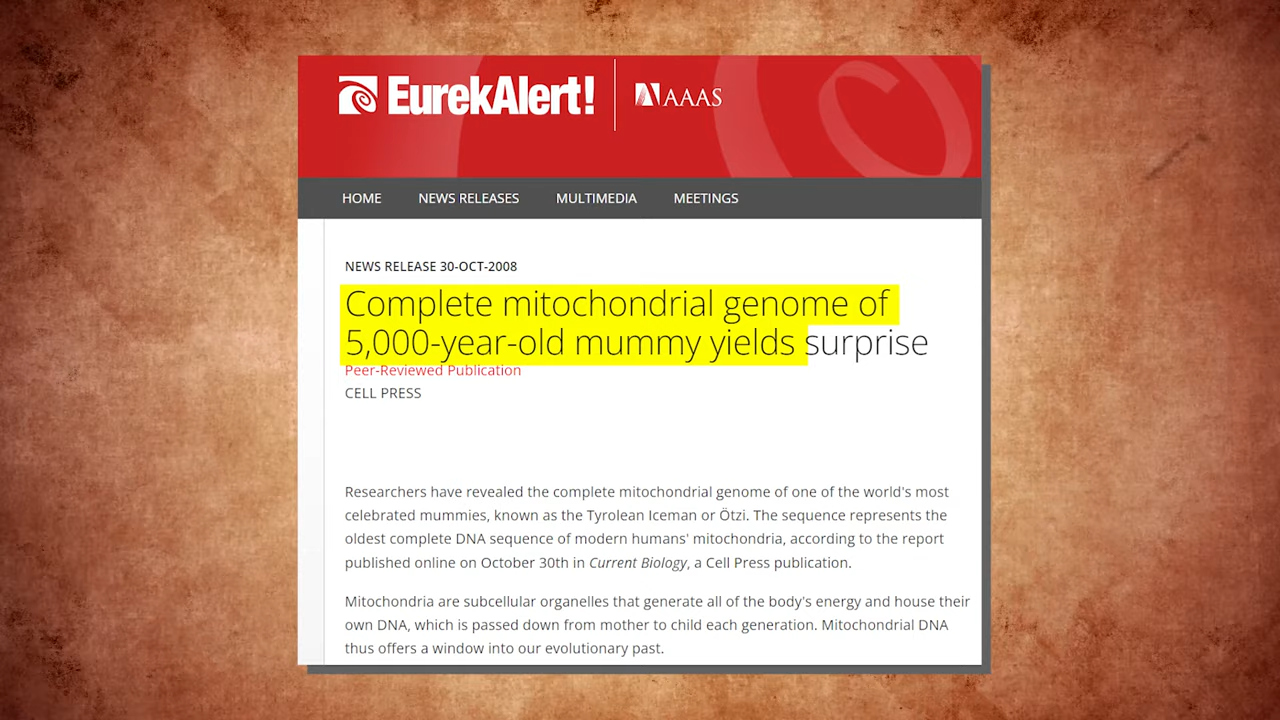 EurekAlert! AAAS
HOME NEWS RELEASES MULTIMEDIA MEETINGS
NEWS RELEASE 30-OCT-2008
Complete mitochondrial genome of
5,000-year-old mummy yields surprise
Peer-Reviewed Publication
CELL PRESS
Researchers have revealed the complete mitochondrial genome of one of the world's most
celebrated mummies, known as the Tyrolean Iceman or Ötzi. The sequence represents the
oldest complete DNA sequence of modern humans' mitochondria, according to the report
published online on October 30th in Current Biology, a Cell Press publication.
Mitochondria are subcellular organelles that generate all of the body's energy and house their
own DNA, which is passed down from mother to child each generation. Mitochondrial DNA
thus offers a window into our evolutionary past.